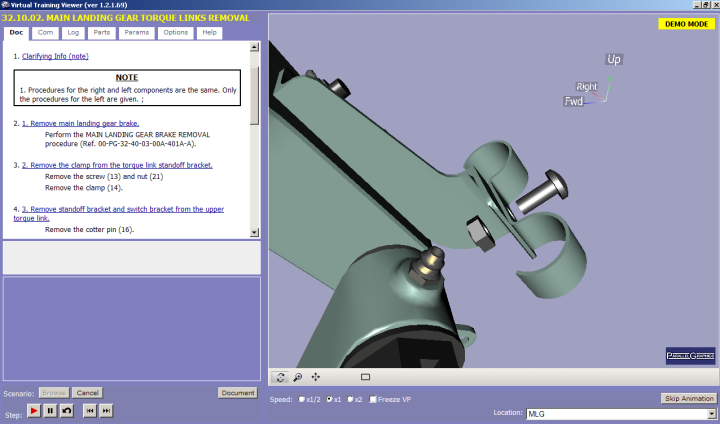 Virtual Training Viewer (ver 1.2.1.69)
32.10.02. MAIN LANDING GEAR TORQUE LINKS REMOVAL
DEMO MODE
Doc Com Log Parts Params Options Help
1. Clarifying Info (note)
NOTE
1. Procedures for the right and left components are the same. Only
the procedures for the left are given. ;
2. 1. Remove main landing gear brake.
Perform the MAIN LANDING GEAR BRAKE REMOVAL
procedure (Ref. 00-PG-32-40-03-00A-401A-A).
3. 2. Remove the clamp from the torque link standoff bracket.
Remove the screw (13) and nut (21)
Remove the clamp (14).
4. 3. Remove standoff bracket and switch bracket from the upper
torque link.
Remove the cotter pin (16).
Up
Right
Fwd
PARALLELGRAPHICS
Scenario: Browse Cancel Document
Step:
Speed: x1/2 x1 x2 Freeze VP
Skip Animation
Location: MLG